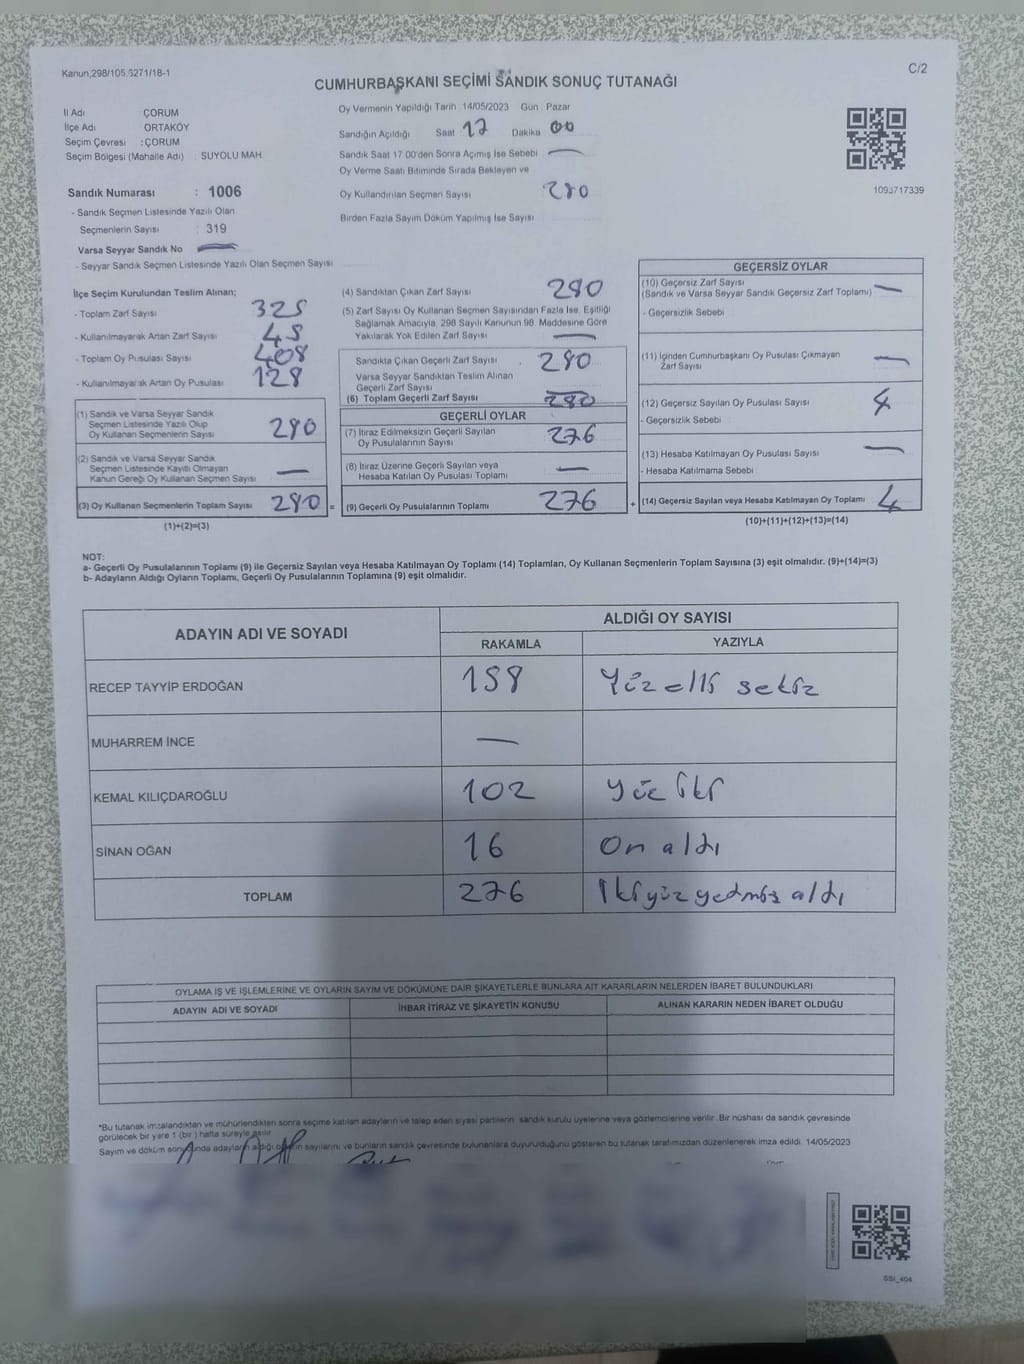 Kanun;298/105.6271/18-1
C/2
CUMHURBAŞKANI SEÇİMİ SANDIK SONUÇ TUTANAĞI
İl Adı ÇORUM
İlçe Adı ORTAKÖY
Seçim Çevresi : ÇORUM
Seçim Bölgesi (Mahalle Adı) SUYOLU MAH.
Sandık Numarası : 1006
- Sandık Seçmen Listesinde Yazılı Olan
Seçmenlerin Sayısı : 319
Varsa Seyyar Sandık No —
- Seyyar Sandık Seçmen Listesinde Yazılı Olan Seçmen Sayısı
Oy Vermenin Yapıldığı Tarih 14/05/2023 Gün : Pazar
Sandığın Açıldığı Saat 17 Dakika 00
Sandık Saat 17:00'den Sonra Açımış İse Sebebi —
Oy Verme Saati Bitiminde Sırada Bekleyen ve
Oy Kullandırılan Seçmen Sayısı 280
Birden Fazla Sayım Döküm Yapılmış İse Sayısı
1093717339
İlçe Seçim Kurulundan Teslim Alınan;
- Toplam Zarf Sayısı 325
- Kullanılmayarak Artan Zarf Sayısı 45
- Toplam Oy Pusulası Sayısı 408
- Kullanılmayarak Artan Oy Pusulası 128
(1) Sandık ve Varsa Seyyar Sandık
Seçmen Listesinde Yazılı Olup
Oy Kullanan Seçmenlerin Sayısı 280
(2) Sandık ve Varsa Seyyar Sandık
Seçmen Listesinde Kayıtlı Olmayan
Kanun Gereği Oy Kullanan Seçmen Sayısı —
(3) Oy Kullanan Seçmenlerin Toplam Sayısı 280 =
(1)+(2)=(3)
(4) Sandıktan Çıkan Zarf Sayısı 280
(5) Zarf Sayısı Oy Kullanan Seçmen Sayısından Fazla İse, Eşitliği
Sağlamak Amacıyla, 298 Sayılı Kanunun 98. Maddesine Göre
Yakılarak Yok Edilen Zarf Sayısı —
Sandıkta Çıkan Geçerli Zarf Sayısı 280
Varsa Seyyar Sandıktan Teslim Alınan
Geçerli Zarf Sayısı —
(6) Toplam Geçerli Zarf Sayısı 280
GEÇERLİ OYLAR
(7) İtiraz Edilmeksizin Geçerli Sayılan
Oy Pusulalarının Sayısı 276
(8) İtiraz Üzerine Geçerli Sayılan veya
Hesaba Katılan Oy Pusulası Toplamı —
(9) Geçerli Oy Pusulalarının Toplamı 276 +
GEÇERSİZ OYLAR
(10) Geçersiz Zarf Sayısı
(Sandık ve Varsa Seyyar Sandık Geçersiz Zarf Toplamı) —
- Geçersizlik Sebebi
(11) İçinden Cumhurbaşkanı Oy Pusulası Çıkmayan
Zarf Sayısı —
(12) Geçersiz Sayılan Oy Pusulası Sayısı 4
- Geçersizlik Sebebi
(13) Hesaba Katılmayan Oy Pusulası Sayısı —
- Hesaba Katılmama Sebebi
(14) Geçersiz Sayılan veya Hesaba Katılmayan Oy Toplamı 4
(10)+(11)+(12)+(13)=(14)
NOT:
a- Geçerli Oy Pusulalarının Toplamı (9) ile Geçersiz Sayılan veya Hesaba Katılmayan Oy Toplamı (14) Toplamları, Oy Kullanan Seçmenlerin Toplam Sayısına (3) eşit olmalıdır. (9)+(14)=(3)
b- Adayların Aldığı Oyların Toplamı, Geçerli Oy Pusulalarının Toplamına (9) eşit olmalıdır.
ADAYIN ADI VE SOYADI
ALDIĞI OY SAYISI
RAKAMLA YAZIYLA
RECEP TAYYİP ERDOĞAN 158 Yüz elli sekiz
MUHARREM İNCE —
KEMAL KILIÇDAROĞLU 102 yüz iki
SİNAN OĞAN 16 On altı
TOPLAM 276 İkiyüz yetmiş altı
OYLAMA İŞ VE İŞLEMLERİNE VE OYLARIN SAYIM VE DÖKÜMÜNE DAİR ŞİKAYETLERLE BUNLARA AİT KARARLARIN NELERDEN İBARET BULUNDUKLARI
ADAYIN ADI VE SOYADI İHBAR İTİRAZ VE ŞİKAYETİN KONUSU ALINAN KARARIN NEDEN İBARET OLDUĞU
*Bu tutanak imzalandıktan ve mühürlendikten sonra seçime katılan adayların ve talep eden siyasi partilerin sandık kurulu üyelerine veya gözlemcilerine verilir. Bir nüshası da sandık çevresinde
görülecek bir yere 1 (bir) hafta süreyle asılır
Sayım ve döküm sonucunda adayların aldığı oyların sayılarını ve bunların sandık çevresinde bulunanlara duyurulduğunu gösteren bu tutanak tarafımızdan düzenlenerek imza edildi. 14/05/2023
SSI_404